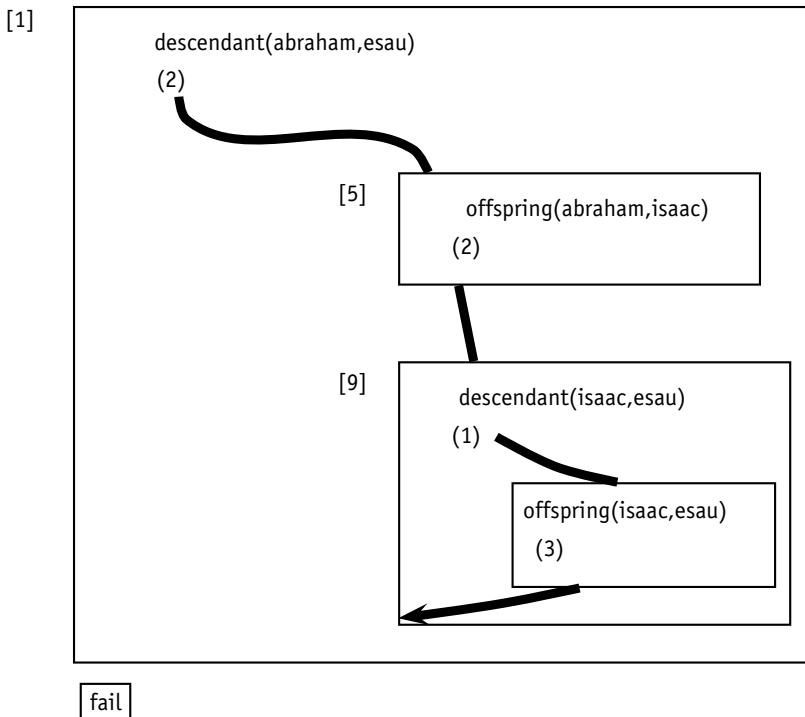 [1]
descendant(abraham,esau)
(2)
[5]
offspring(abraham,isaac)
(2)
[9]
descendant(isaac,esau)
(1)
offspring(isaac,esau)
(3)
fail